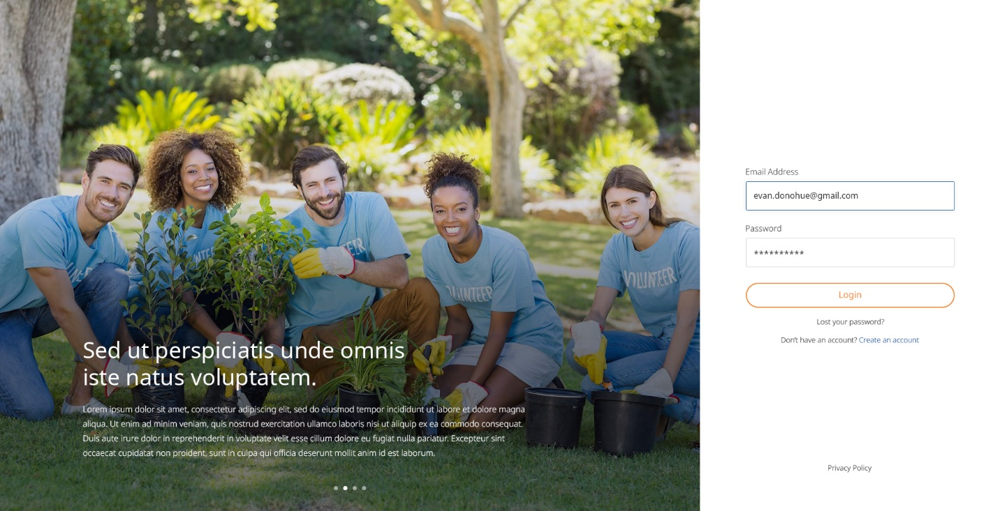 VOLUNTEER
VOLUNTEER
Sed ut perspiciatis unde omnis
iste natus voluptatem.
Lorem ipsum dolor sit amet, consectetur adipiscing elit, sed do eiusmod tempor incididunt ut labore et dolore magna
aliqua. Ut enim ad minim veniam, quis nostrud exercitation ullamco laboris nisi ut aliquip ex ea commodo consequat.
Duis aute irure dolor in reprehenderit in voluptate velit esse cillum dolore eu fugiat nulla pariatur. Excepteur sint
occaecat cupidatat non proident, sunt in culpa qui officia deserunt mollit anim id est laborum.
Email Address
evan.donohue@gmail.com
Password
**********
Login
Lost your password?
Don't have an account? Create an account
Privacy Policy